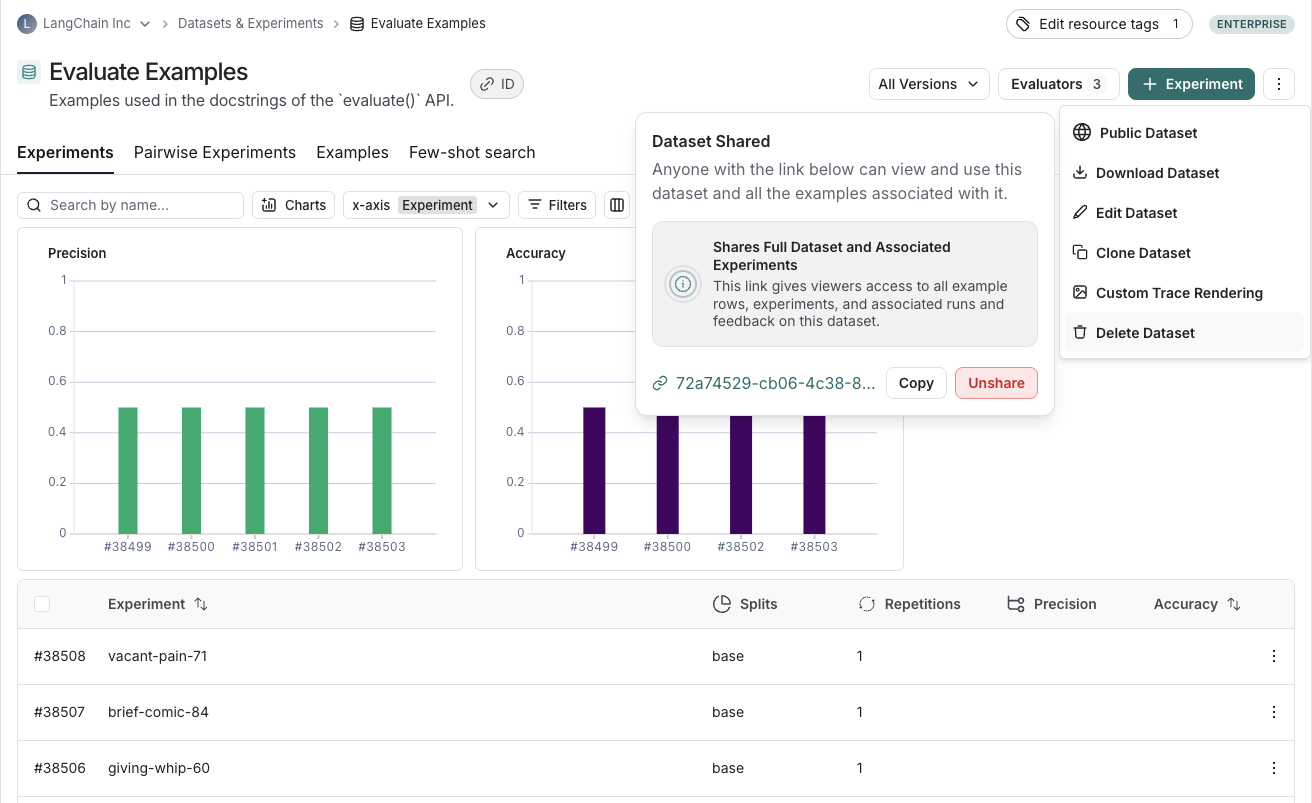 L LangChain Inc > Datasets & Experiments > Evaluate Examples
Edit resource tags 1
ENTERPRISE
Evaluate Examples
Examples used in the docstrings of the `evaluate()` API.
ID
All Versions
Evaluators 3
+ Experiment
Experiments Pairwise Experiments Examples Few-shot search
Search by name...
Charts
x-axis Experiment
Filters
Dataset Shared
Anyone with the link below can view and use this
dataset and all the examples associated with it.
Shares Full Dataset and Associated
Experiments
This link gives viewers access to all example
rows, experiments, and associated runs and
feedback on this dataset.
72a74529-cb06-4c38-8...
Copy
Unshare
Public Dataset
Download Dataset
Edit Dataset
Clone Dataset
Custom Trace Rendering
Delete Dataset
Precision
1
0.8
0.6
0.4
0.2
0
#38499 #38500 #38501 #38502 #38503
Accuracy
1
0.8
0.6
0.4
0.2
0
#38499 #38500 #38502 #38503
Experiment Splits Repetitions Precision Accuracy
#38508 vacant-pain-71 base 1
#38507 brief-comic-84 base 1
#38506 giving-whip-60 base 1